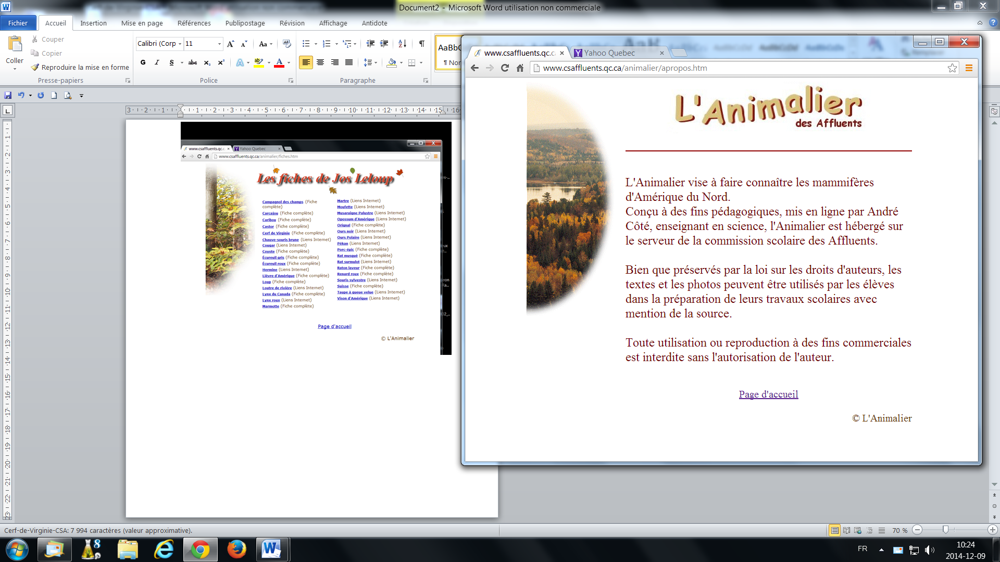 Document2 - Microsoft Word utilisation non commerciale
Fichier
Accueil
Insertion
Mise en page
Références
Publipostage
Révision
Affichage
Antidote
Coller
Couper
Copier
Reproduire la mise en forme
Presse-papiers
Calibri (Corp
11
G I S abc x₂ x²
Police
Paragraphe
AaBbC
¶ Nor
www.csaffluents.qc.c
Yahoo Quebec
www.csaffluents.qc.ca/animalier/fiches.htm
Les fiches de Jos Leloup
Campagnol des champs (Fiche
complète)
Carcajou (Fiche complète)
Caribou (Fiche complète)
Castor (Fiche complète)
Cerf de Virginie (Fiche complète)
Chauve-souris brune (Liens Internet)
Cougar (Liens Internet)
Coyote (Fiche complète)
Écureuil gris (Fiche complète)
Écureuil roux (Fiche complète)
Hermine (Liens Internet)
Lièvre d'Amérique (Fiche complète)
Loup (Fiche complète)
Loutre de rivière (Liens Internet)
Lynx du Canada (Fiche complète)
Lynx roux (Liens Internet)
Marmotte (Fiche complète)
Martre (Liens Internet)
Moufette (Liens Internet)
Musaraigne Palustre (Liens Internet)
Opossum d'Amérique (Liens Internet)
Orignal (Fiche complète)
Ours noir (Liens Internet)
Ours Polaire (Liens Internet)
Pékan (Liens Internet)
Porc-épic (Fiche complète)
Rat musqué (Fiche complète)
Rat surmulot (Liens Internet)
Raton laveur (Fiche complète)
Renard roux (Fiche complète)
Souris sylvestre (Liens Internet)
Suisse (Fiche complète)
Taupe à queue velue (Liens Internet)
Vison d'Amérique (Liens Internet)
Page d'accueil
© L'Animalier
www.csaffluents.qc.c
Yahoo Quebec
www.csaffluents.qc.ca/animalier/apropos.htm
L'Animalier
des Affluents
L'Animalier vise à faire connaître les mammifères
d'Amérique du Nord.
Conçu à des fins pédagogiques, mis en ligne par André
Côté, enseignant en science, l'Animalier est hébergé sur
le serveur de la commission scolaire des Affluents.
Bien que préservés par la loi sur les droits d'auteurs, les
textes et les photos peuvent être utilisés par les élèves
dans la préparation de leurs travaux scolaires avec
mention de la source.
Toute utilisation ou reproduction à des fins commerciales
est interdite sans l'autorisation de l'auteur.
Page d'accueil
© L'Animalier
Cerf-de-Virginie-CSA: 7 994 caractères (valeur approximative).
70 %
FR
10:24
2014-12-09